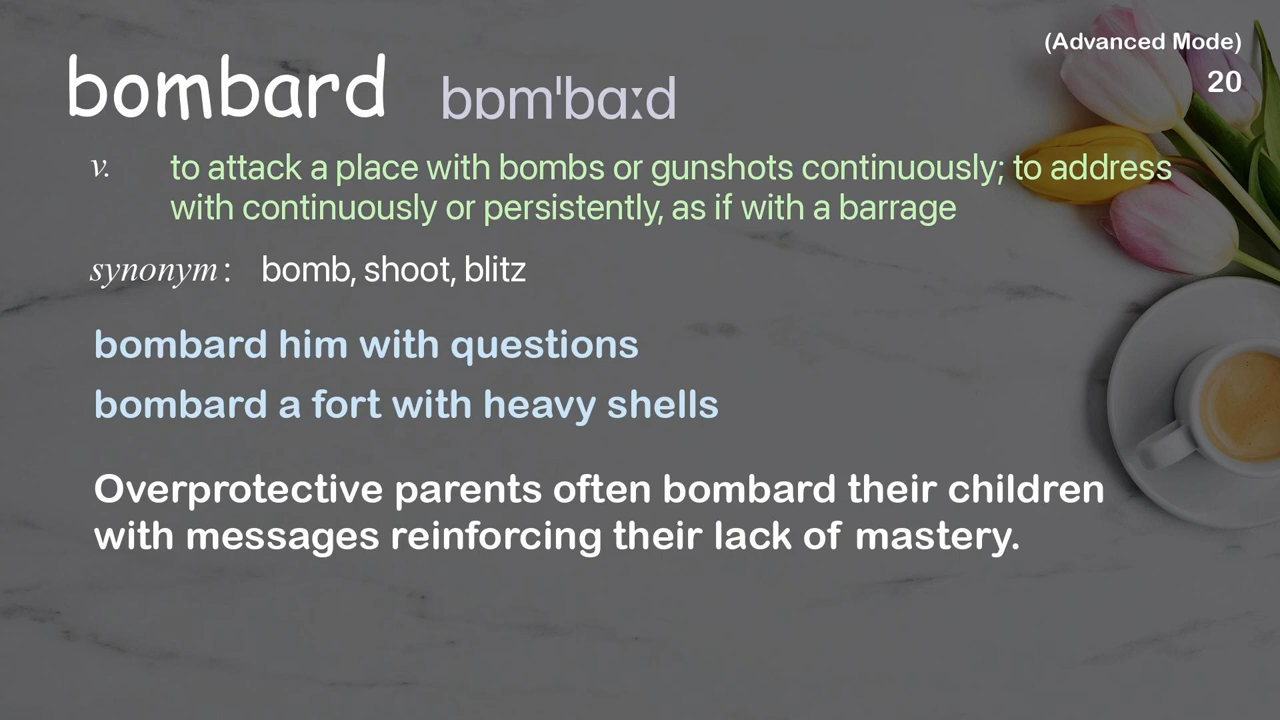 (Advanced Mode)
bombard bɒmˈbɑːd
20
v. to attack a place with bombs or gunshots continuously; to address
with continuously or persistently, as if with a barrage
synonym : bomb, shoot, blitz
bombard him with questions
bombard a fort with heavy shells
Overprotective parents often bombard their children
with messages reinforcing their lack of mastery.